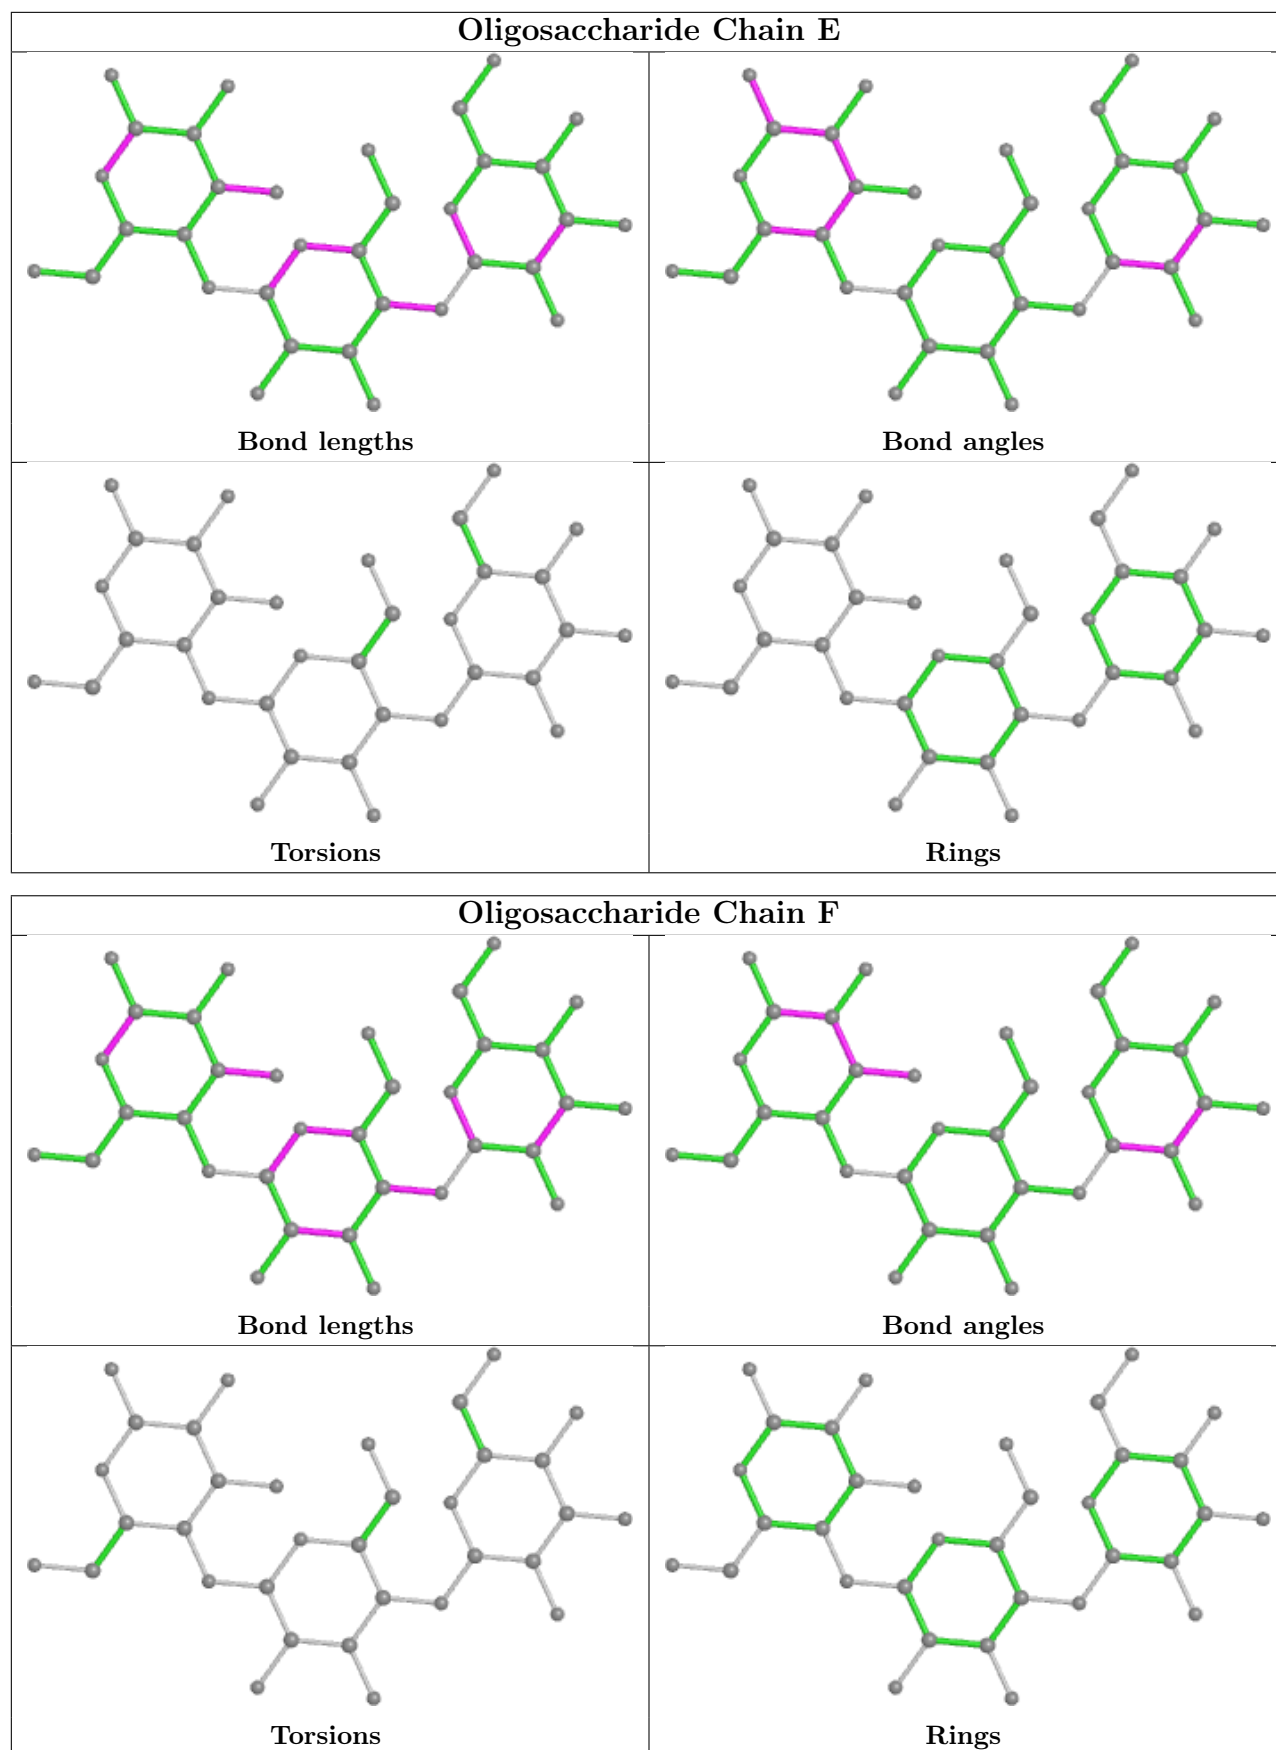 Oligosaccharide Chain E
Bond lengths
Bond angles
Torsions
Rings
Oligosaccharide Chain F
Bond lengths
Bond angles
Torsions
Rings